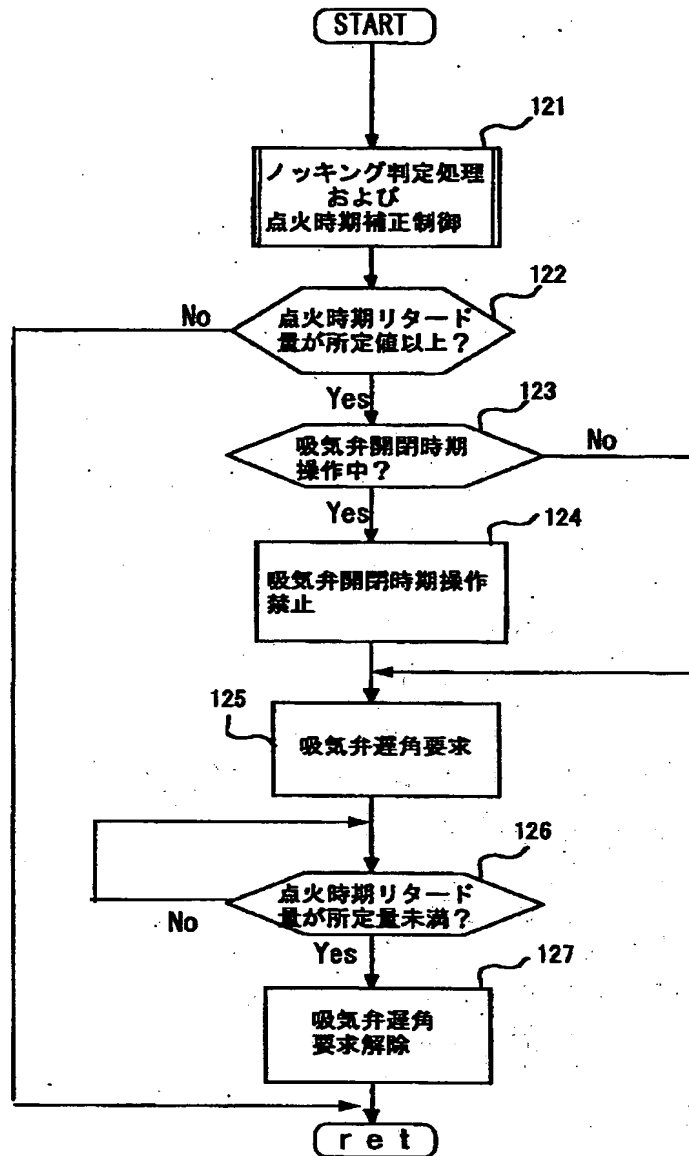 START
121
ノッキング判定処理
および
点火時期補正制御
122
No
点火時期リタード
量が所定値以上？
Yes
123
吸気弁開閉時期
操作中？
No
Yes
124
吸気弁開閉時期操作
禁止
125
吸気弁遅角要求
126
点火時期リタード
量が所定量未満？
No
Yes
127
吸気弁遅角
要求解除
ret